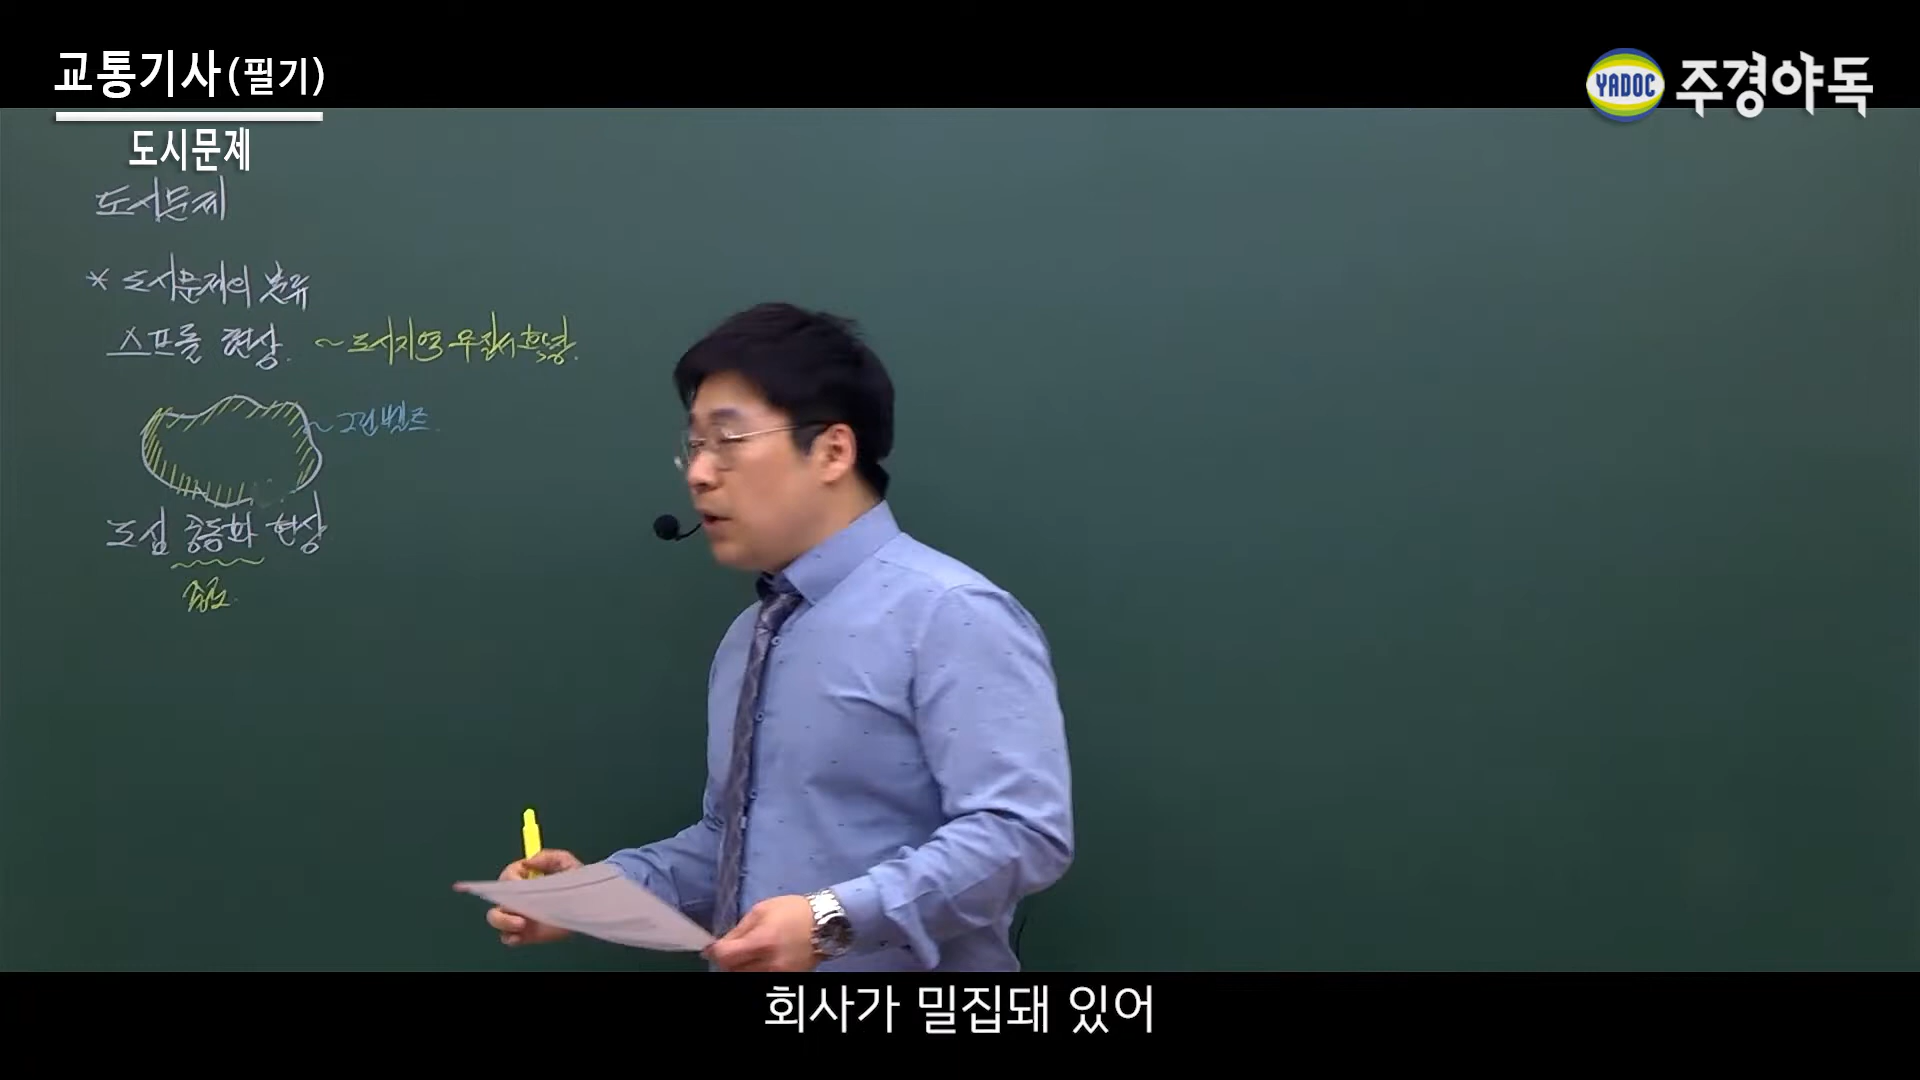 교통기사(필기)
YADOC 주경야독
도시문제
도시문제
* 도시문제의 분류
스프롤 현상. ~도시지역 무질서 확장.
~그린벨트.
도심 공동화 현상
회사가 밀집돼 있어